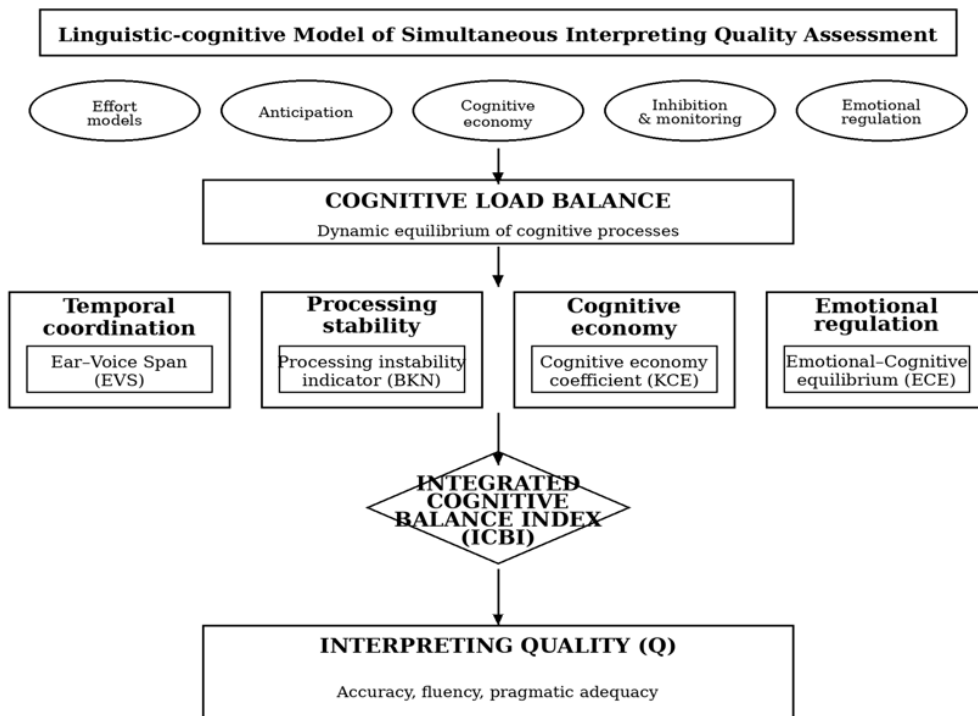 Linguistic-cognitive Model of Simultaneous Interpreting Quality Assessment
Effort
models
Anticipation
Cognitive
economy
Inhibition
& monitoring
Emotional
regulation
COGNITIVE LOAD BALANCE
Dynamic equilibrium of cognitive processes
Temporal
coordination
Ear–Voice Span
(EVS)
Processing
stability
Processing instability
indicator (BKN)
Cognitive
economy
Cognitive economy
coefficient (KCE)
Emotional
regulation
Emotional–Cognitive
equilibrium (ECE)
INTEGRATED
COGNITIVE
BALANCE INDEX
(ICBI)
INTERPRETING QUALITY (Q)
Accuracy, fluency, pragmatic adequacy